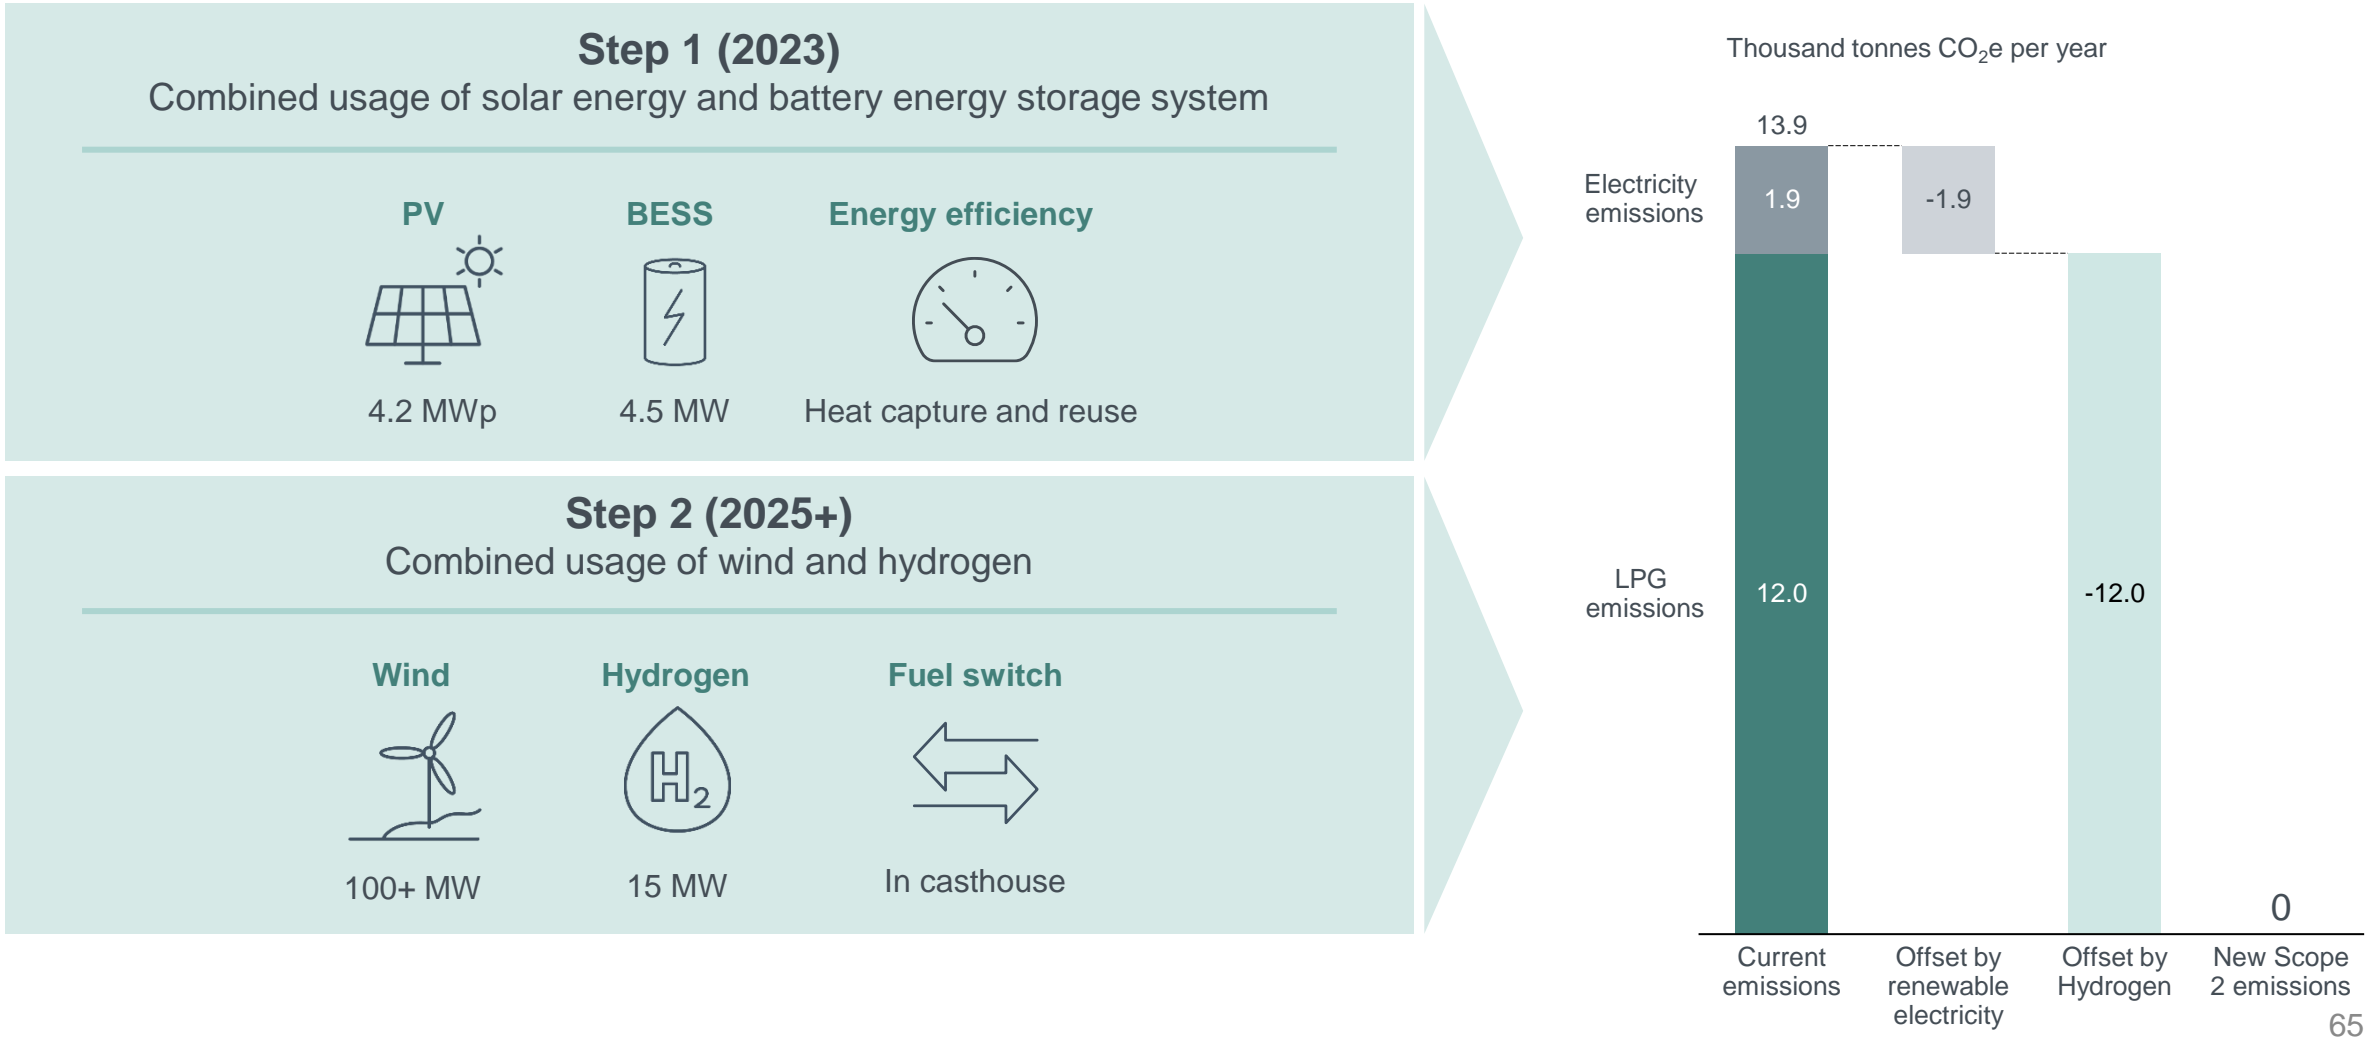 Step 1 (2023)
Combined usage of solar energy and battery energy storage system
PV
BESS
Energy efficiency
4.2 MWp
4.5 MW
Heat capture and reuse
Step 2 (2025+)
Combined usage of wind and hydrogen
Wind
Hydrogen
Fuel switch
H2
100+ MW
15 MW
In casthouse
Thousand tonnes CO₂e per year
13.9
Electricity
emissions
1.9
-1.9
LPG
emissions
12.0
-12.0
0
Current
emissions
Offset by
renewable
electricity
Offset by
Hydrogen
New Scope
2 emissions
65